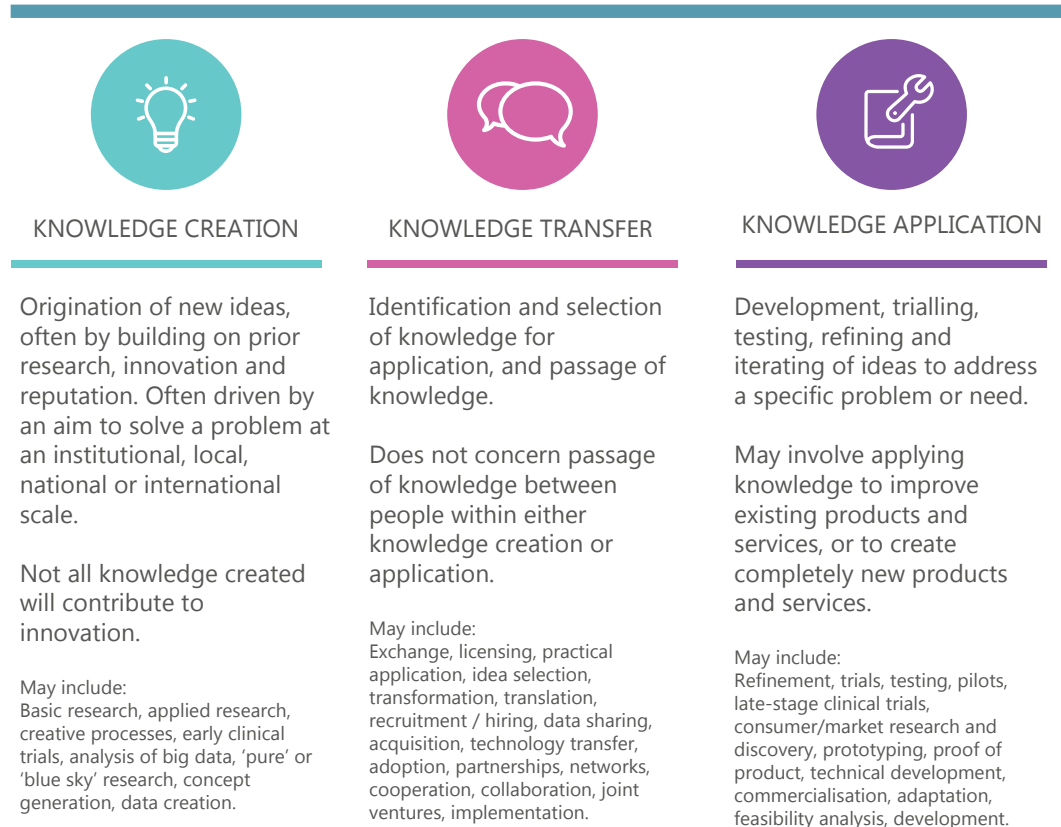 KNOWLEDGE CREATION
Origination of new ideas,
often by building on prior
research, innovation and
reputation. Often driven by
an aim to solve a problem at
an institutional, local,
national or international
scale.
Not all knowledge created
will contribute to
innovation.
May include:
Basic research, applied research,
creative processes, early clinical
trials, analysis of big data, ‘pure’ or
‘blue sky’ research, concept
generation, data creation.
KNOWLEDGE TRANSFER
Identification and selection
of knowledge for
application, and passage of
knowledge.
Does not concern passage
of knowledge between
people within either
knowledge creation or
application.
May include:
Exchange, licensing, practical
application, idea selection,
transformation, translation,
recruitment / hiring, data sharing,
acquisition, technology transfer,
adoption, partnerships, networks,
cooperation, collaboration, joint
ventures, implementation.
KNOWLEDGE APPLICATION
Development, trialling,
testing, refining and
iterating of ideas to address
a specific problem or need.
May involve applying
knowledge to improve
existing products and
services, or to create
completely new products
and services.
May include:
Refinement, trials, testing, pilots,
late-stage clinical trials,
consumer/market research and
discovery, prototyping, proof of
product, technical development,
commercialisation, adaptation,
feasibility analysis, development.